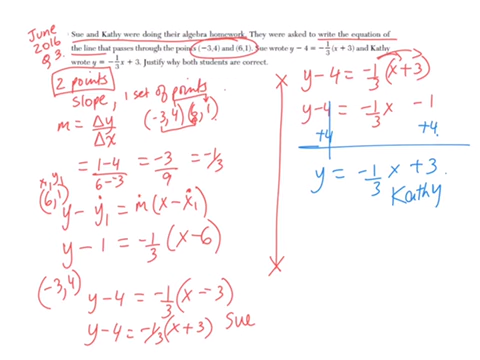 June
2016
Q3.
Sue and Kathy were doing their algebra homework. They were asked to write the equation of
the line that passes through the points (−3,4) and (6,1). Sue wrote y − 4 = −1/3(x + 3) and Kathy
wrote y = −1/3x + 3. Justify why both students are correct.
2 points
slope, 1 set of points
(-3,4) (6,1)
m = Δy/Δx
= (1-4)/(6--3) = -3/9 = -1/3
x₁,y₁
(6,1)
y - y₁ = m(x - x₁)
y - 1 = -1/3(x - 6)
(-3,4)
y - 4 = -1/3(x - -3)
y - 4 = -1/3(x + 3) Sue
y - 4 = -1/3(x + 3)
y - 4 = -1/3x - 1
+4 +4
y = -1/3x + 3.
Kathy